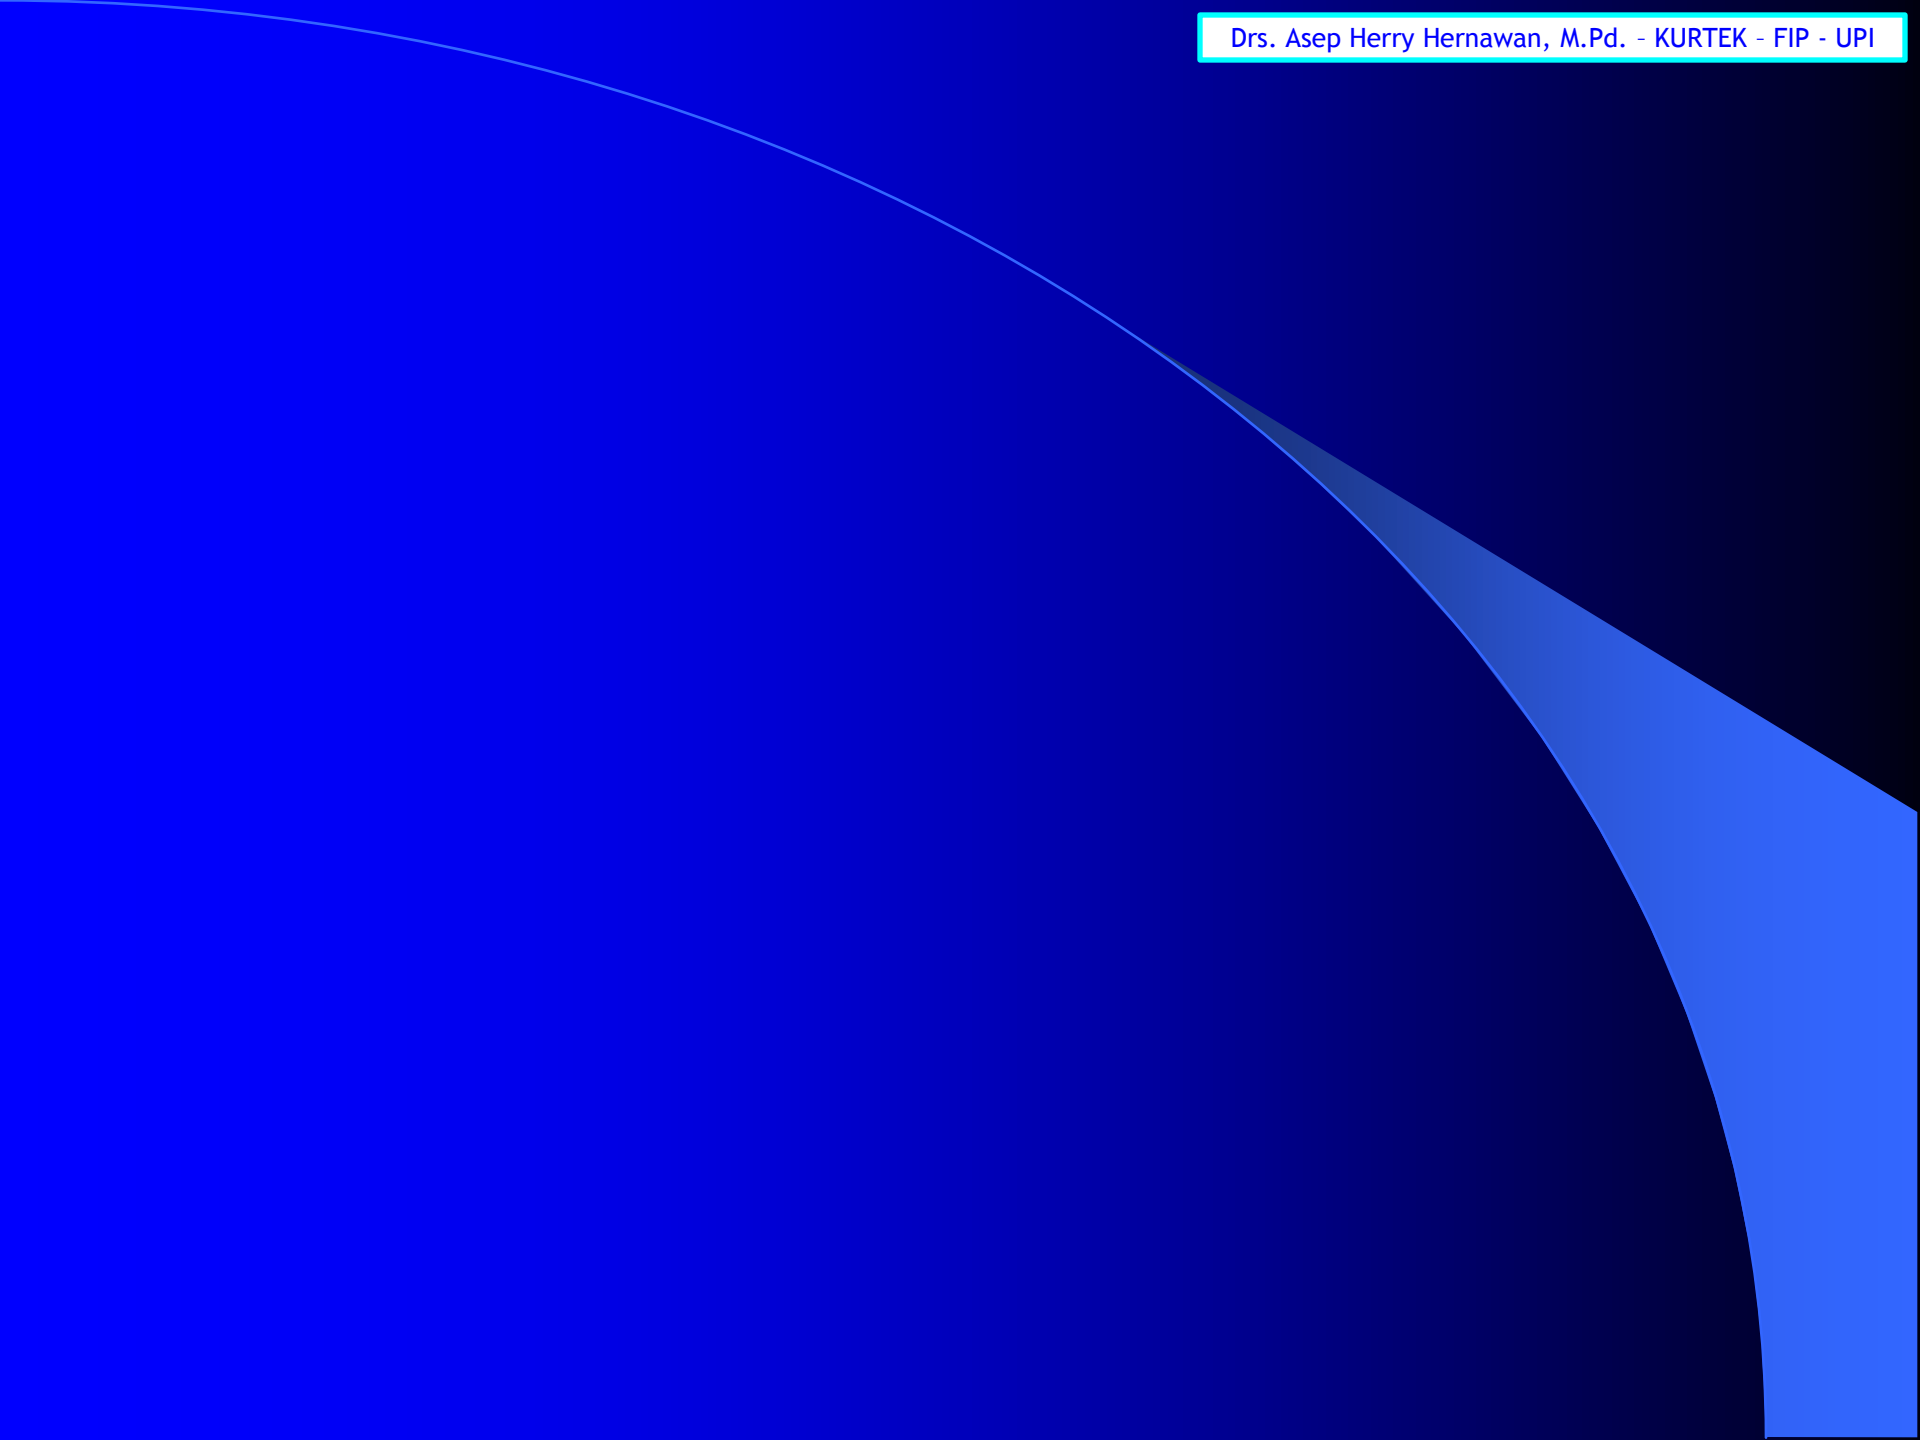 Drs. Asep Herry Hernawan, M.Pd. – KURTEK – FIP - UPI